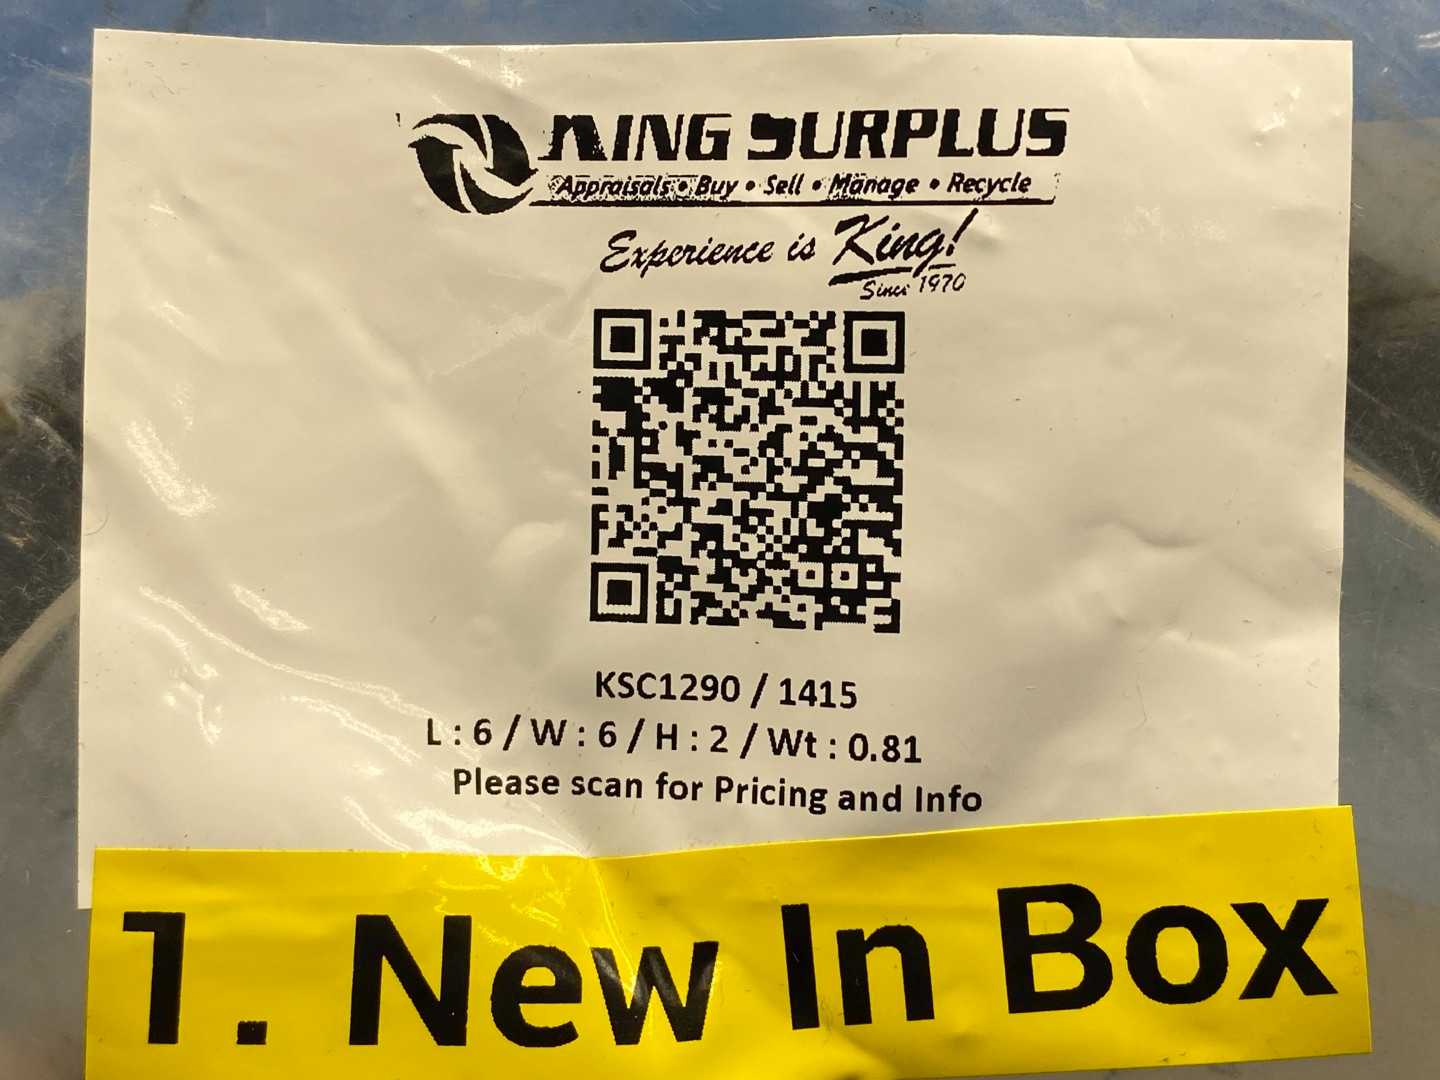 KING SURPLUS
Appraisals • Buy • Sell • Manage • Recycle
Experience is King!
Since 1970
KSC1290 / 1415
L : 6 / W : 6 / H : 2 / Wt : 0.81
Please scan for Pricing and Info
1. New In Box